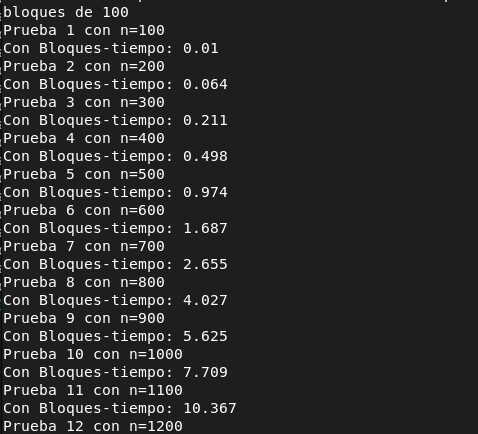 bloques de 100
Prueba 1 con n=100
Con Bloques-tiempo: 0.01
Prueba 2 con n=200
Con Bloques-tiempo: 0.064
Prueba 3 con n=300
Con Bloques-tiempo: 0.211
Prueba 4 con n=400
Con Bloques-tiempo: 0.498
Prueba 5 con n=500
Con Bloques-tiempo: 0.974
Prueba 6 con n=600
Con Bloques-tiempo: 1.687
Prueba 7 con n=700
Con Bloques-tiempo: 2.655
Prueba 8 con n=800
Con Bloques-tiempo: 4.027
Prueba 9 con n=900
Con Bloques-tiempo: 5.625
Prueba 10 con n=1000
Con Bloques-tiempo: 7.709
Prueba 11 con n=1100
Con Bloques-tiempo: 10.367
Prueba 12 con n=1200